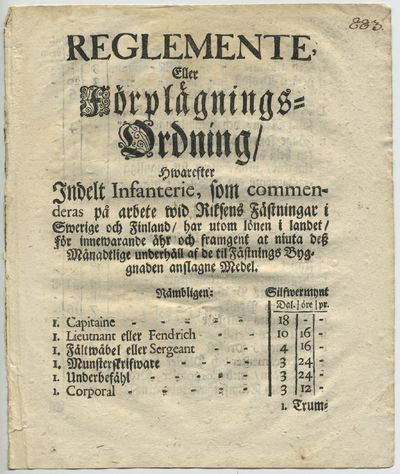 883.
REGLEMENTE,
Eller
Förplägnings=
Ordning/
Hwarefter
Indelt Infanterie, som commen-
deras på arbete wid Riksens Fästningar i
Swerige och Finland/ har utom lönen i landet/
för innewarande åhr och framgent at niuta deß
Månadtlige underhåll af de til Fästnings Byg-
gnaden anslagne Medel.
Nämbligen: Silfwermynt
Dal. öre pr.
1. Capitaine - - - - - 18 - -
1. Lieutnant eller Fendrich - - 10 16 -
1. Fältwäbel eller Sergeant - - 4 16 -
1. Munsterskrifware - - - 3 24 -
1. Underbefähl - - - - 3 24 -
1. Corporal - - - - - 3 12 -
1. Trum=